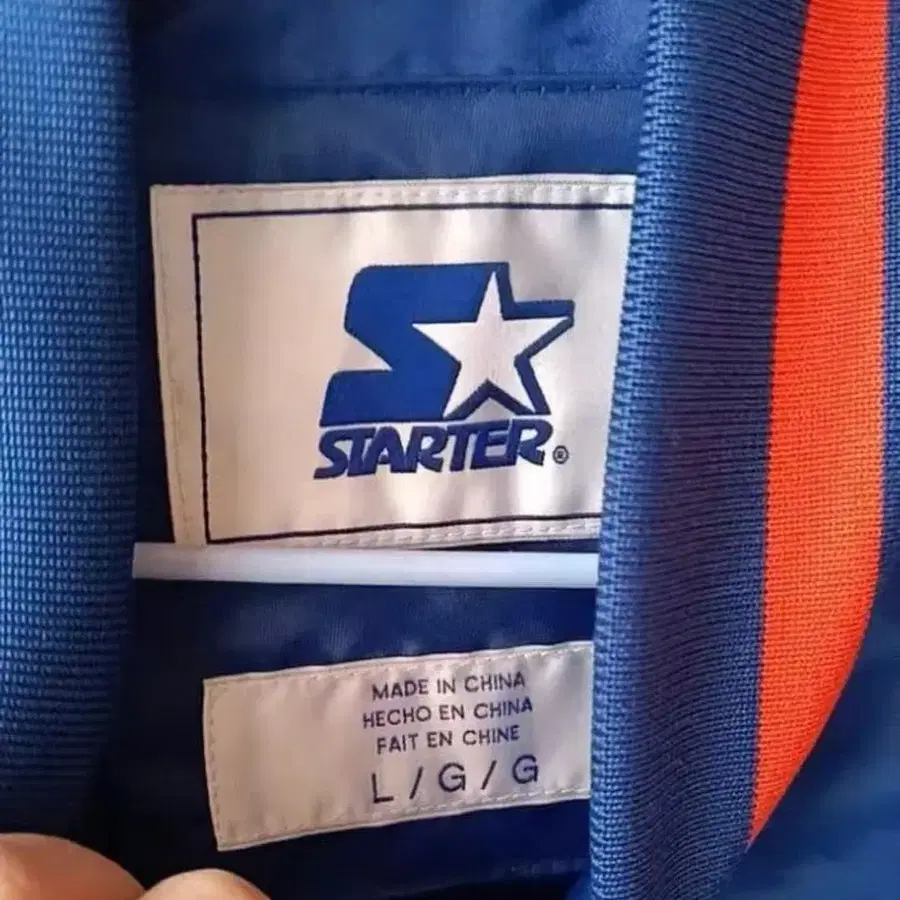 STARTER®
MADE IN CHINA
HECHO EN CHINA
FAIT EN CHINE
L / G / G